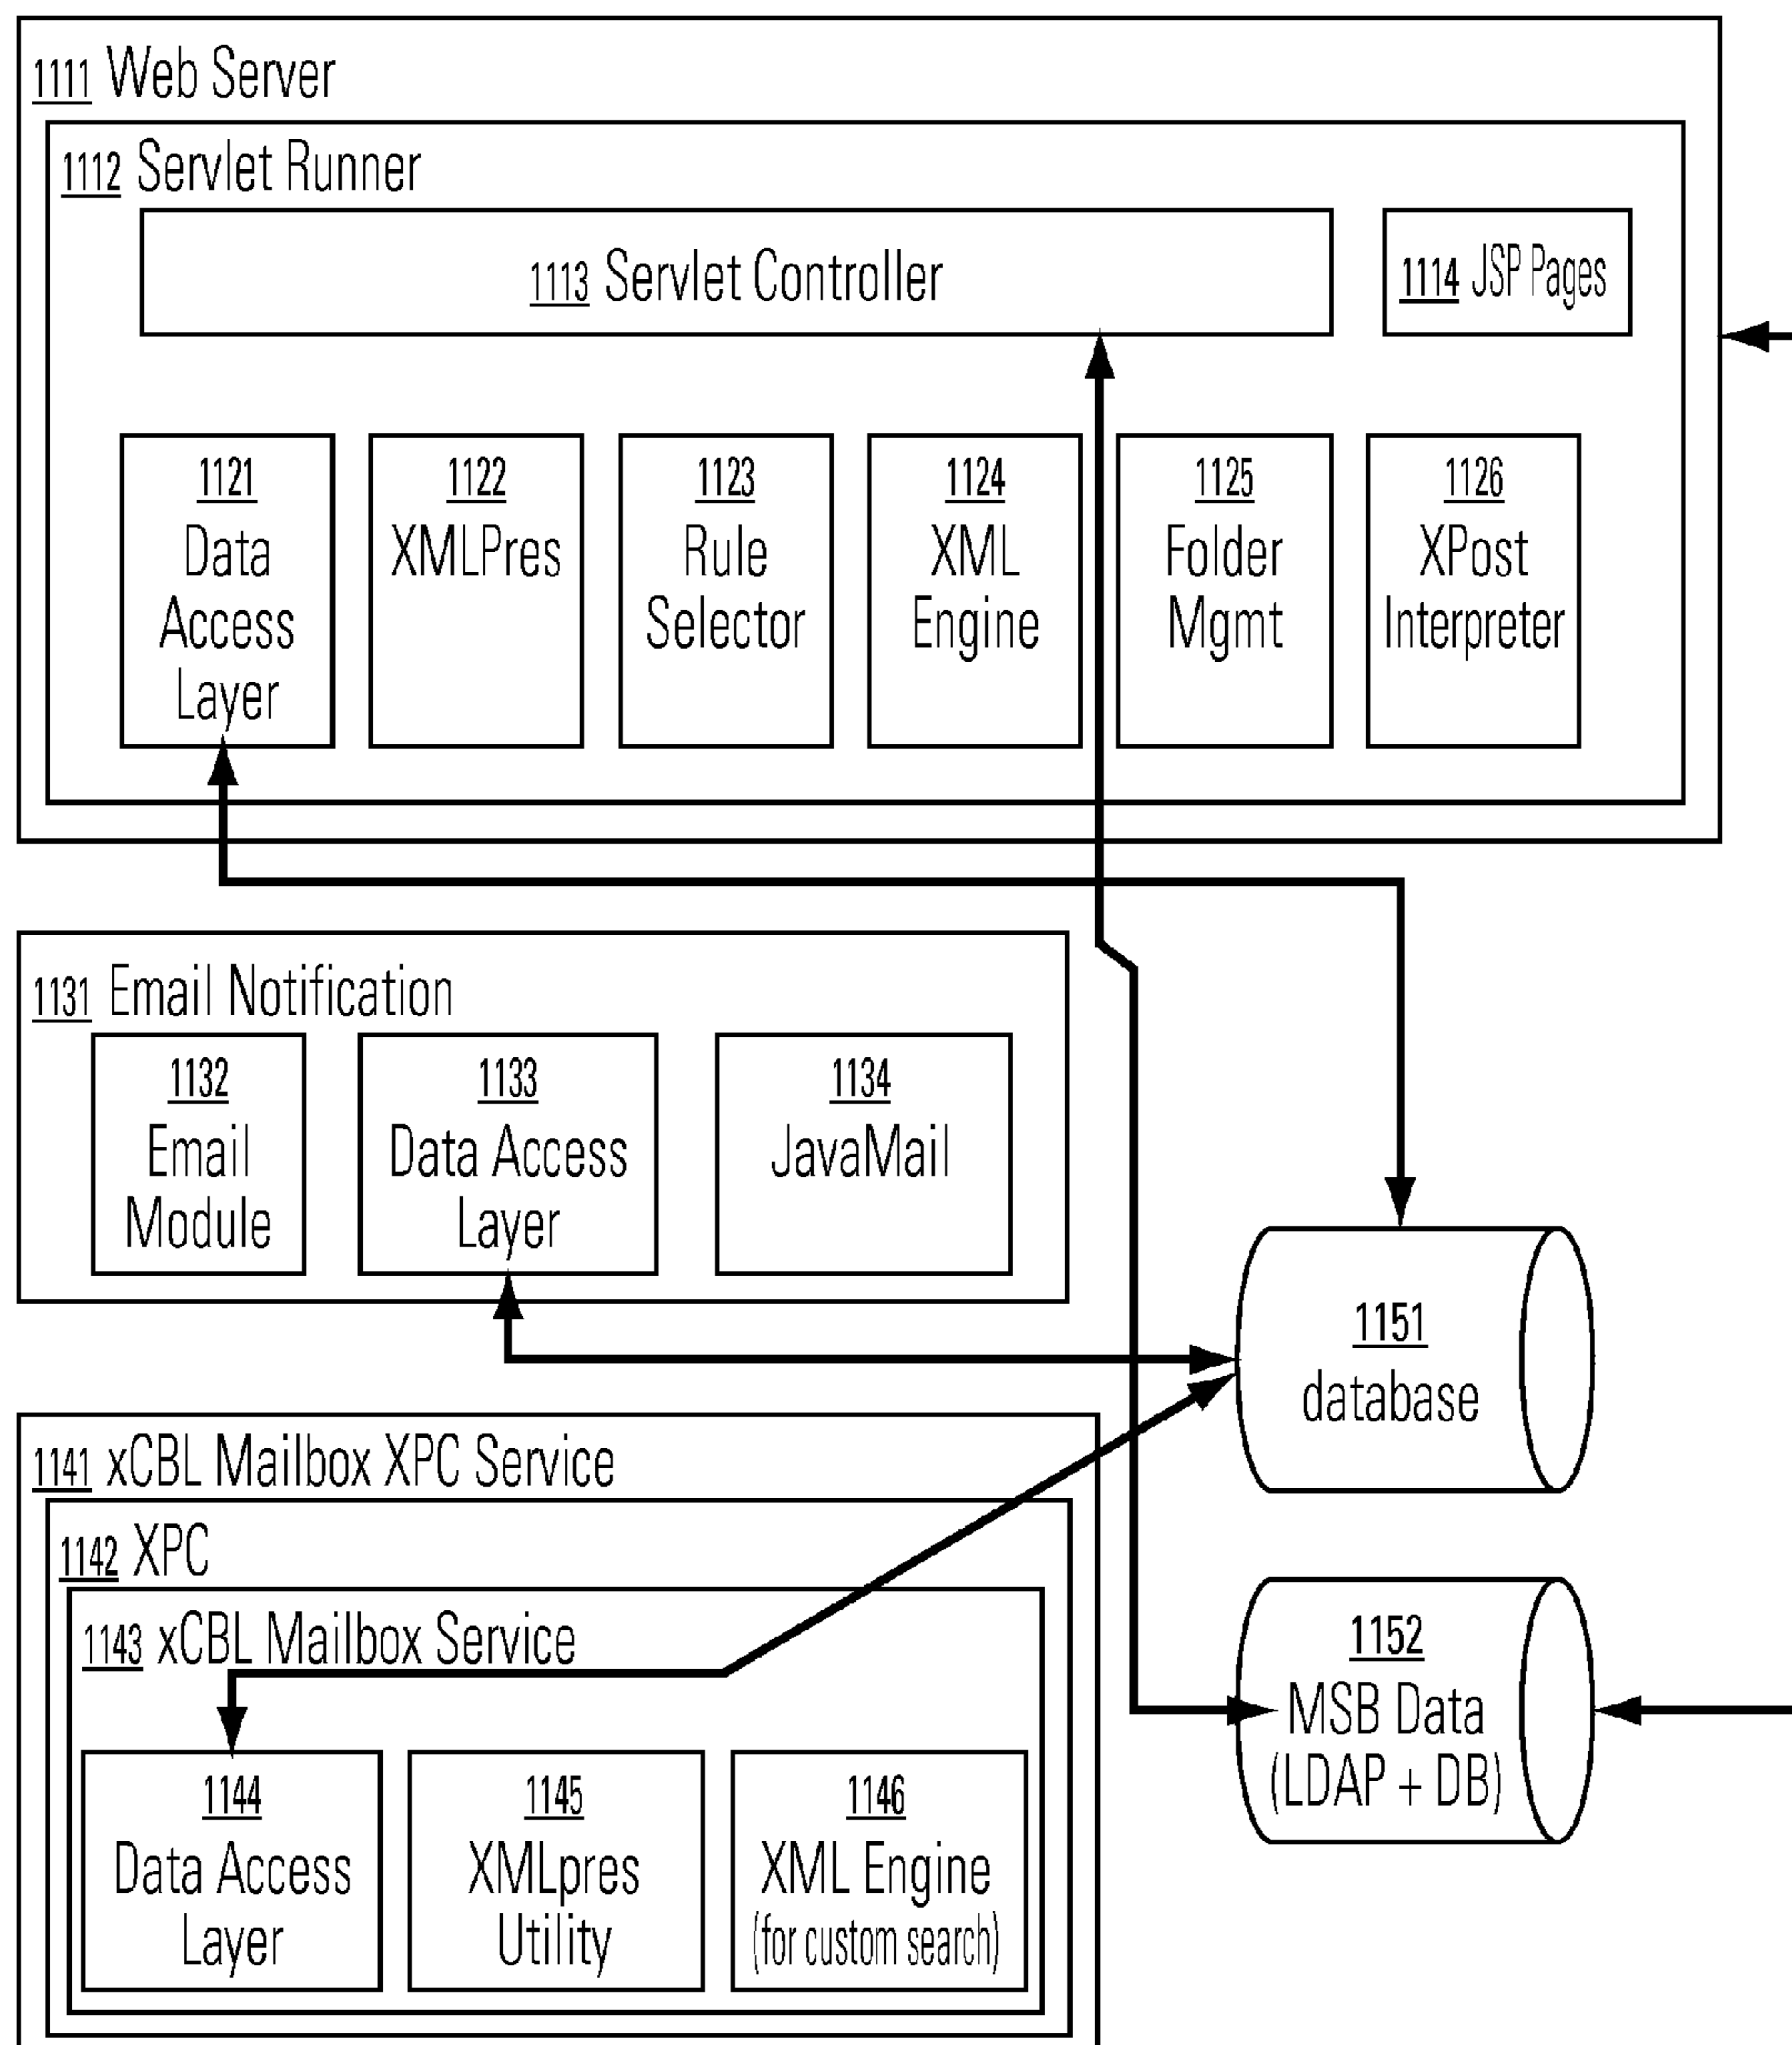 1111 Web Server
1112 Servlet Runner
1113 Servlet Controller
1114 JSP Pages
1121
Data
Access
Layer
1122
XMLPres
1123
Rule
Selector
1124
XML
Engine
1125
Folder
Mgmt
1126
XPost
Interpreter
1131 Email Notification
1132
Email
Module
1133
Data Access
Layer
1134
JavaMail
1151
database
1141 xCBL Mailbox XPC Service
1142 XPC
1143 xCBL Mailbox Service
1144
Data Access
Layer
1145
XMLpres
Utility
1146
XML Engine
(for custom search)
1152
MSB Data
(LDAP + DB)